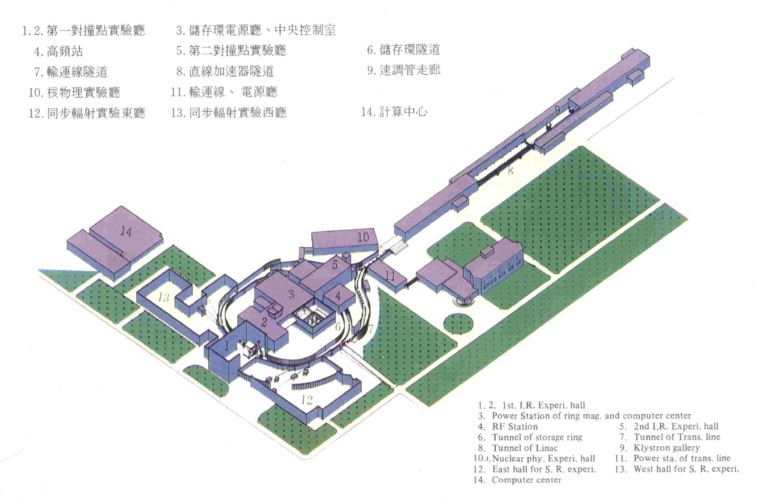 1.2.第一對撞點實驗廳 3.儲存環電源廳、中央控制室
4.高頻站 5.第二對撞點實驗廳 6.儲存環隧道
7.輸運線隧道 8.直線加速器隧道 9.速調管走廊
10.核物理實驗廳 11.輸運線、電源廳
12.同步輻射實驗東廳 13.同步輻射實驗西廳 14.計算中心
8
14
10
5
11
13
3
4
2
6
7
1
12
1. 2. 1st. I.R. Experi. hall
3. Power Station of ring mag. and computer center
4. RF Station 5. 2nd I.R. Experi. hall
6. Tunnel of storage ring 7. Tunnel of Trans. line
8. Tunnel of Linac 9. Klystron gallery
10. Nuclear phy. Experi. hall 11. Power sta. of trans. line
12. East hall for S. R. experi. 13. West hall for S. R. experi.
14. Computer center